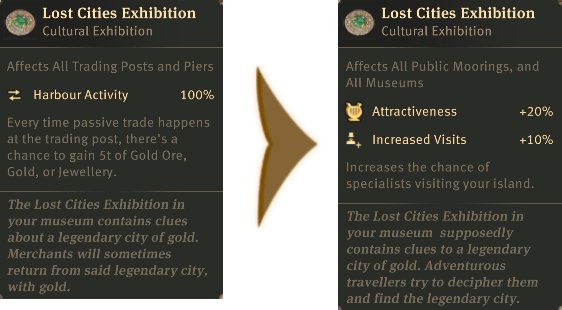 Lost Cities Exhibition
Cultural Exhibition
Affects All Trading Posts and Piers
Harbour Activity 100%
Every time passive trade happens
at the trading post, there's a
chance to gain 5t of Gold Ore,
Gold, or Jewellery.
The Lost Cities Exhibition in
your museum contains clues
about a legendary city of gold.
Merchants will sometimes
return from said legendary city,
with gold.
Lost Cities Exhibition
Cultural Exhibition
Affects All Public Moorings, and
All Museums
Attractiveness +20%
Increased Visits +10%
Increases the chance of
specialists visiting your island.
The Lost Cities Exhibition in
your museum supposedly
contains clues to a legendary
city of gold. Adventurous
travellers try to decipher them
and find the legendary city.